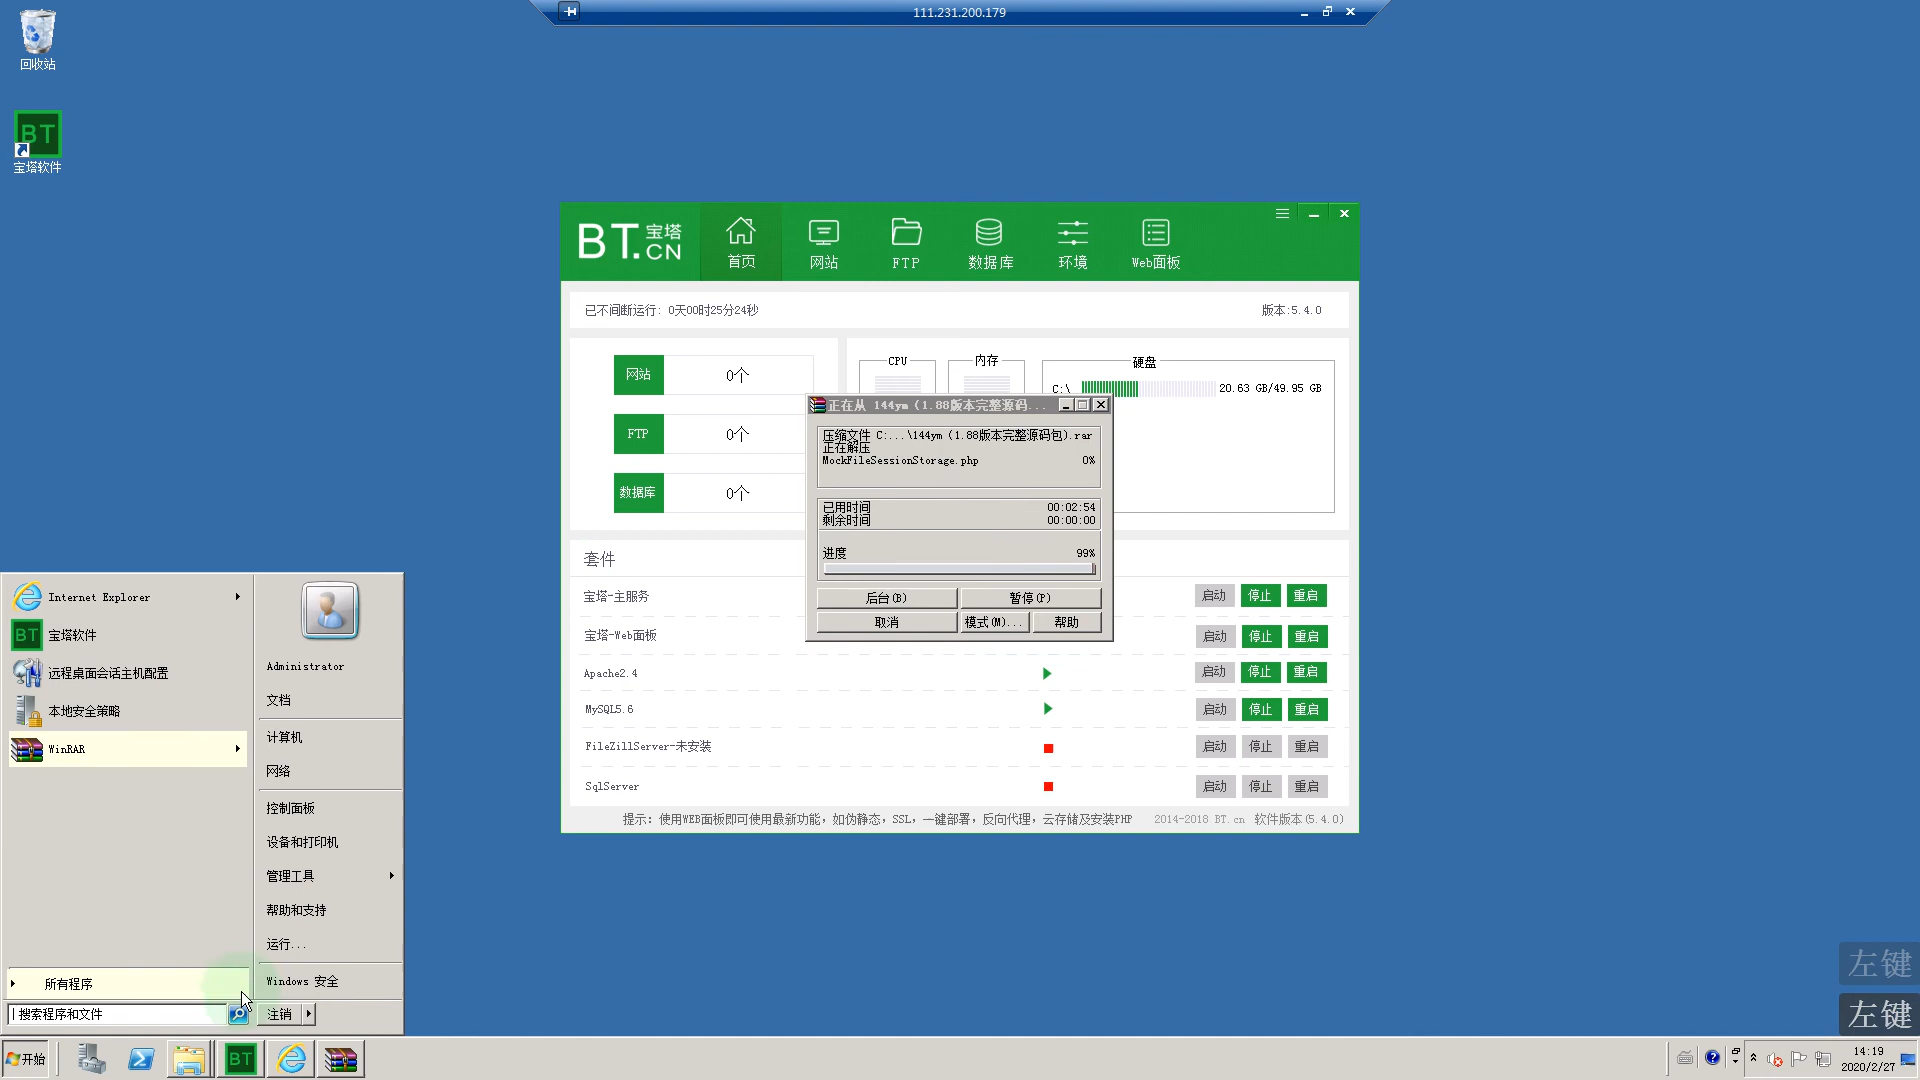 111.231.200.179
回收站
BT
宝塔软件
BT.CN 宝塔
首页
网站
FTP
数据库
环境
Web面板
已不间断运行: 0天00时25分24秒
版本:5.4.0
网站
0个
FTP
0个
数据库
0个
CPU
内存
硬盘
C:\
20.63 GB/49.95 GB
正在从 144ym（1.88版本完整源码...
压缩文件 C:...\144ym（1.88版本完整源码包).rar
正在解压
MockFileSessionStorage.php 0%
已用时间 00:02:54
剩余时间 00:00:00
进度 99%
后台(B)
暂停(P)
取消
模式(M)...
帮助
套件
宝塔-主服务
启动 停止 重启
宝塔-Web面板
启动 停止 重启
Apache2.4
启动 停止 重启
MySQL5.6
启动 停止 重启
FileZillServer-未安装
启动 停止 重启
SqlServer
启动 停止 重启
提示: 使用WEB面板即可使用最新功能, 如伪静态, SSL, 一键部署, 反向代理, 云存储及安装PHP
2014-2018 BT.cn 软件版本(5.4.0)
Internet Explorer
BT 宝塔软件
远程桌面会话主机配置
本地安全策略
WinRAR
所有程序
搜索程序和文件
Administrator
文档
计算机
网络
控制面板
设备和打印机
管理工具
帮助和支持
运行...
Windows 安全
注销
左键
左键
开始
BT
14:19
2020/2/27